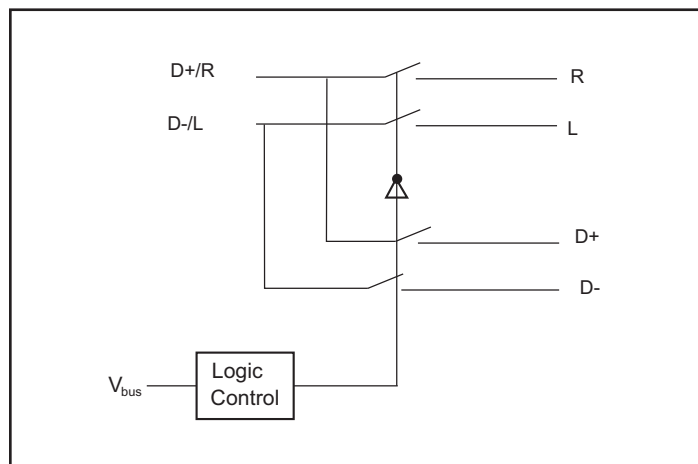 D+/R
R
D-/L
L
D+
D-
Vbus
Logic
Control